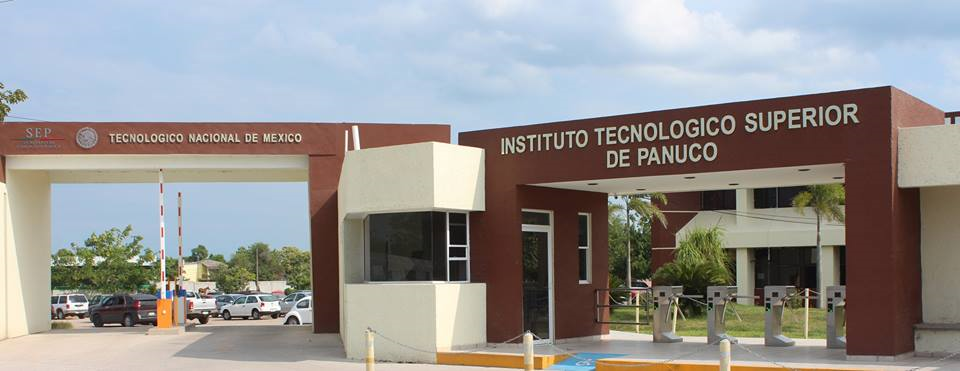 SEP
TECNOLOGICO NACIONAL DE MEXICO
INSTITUTO TECNOLOGICO SUPERIOR
DE PANUCO